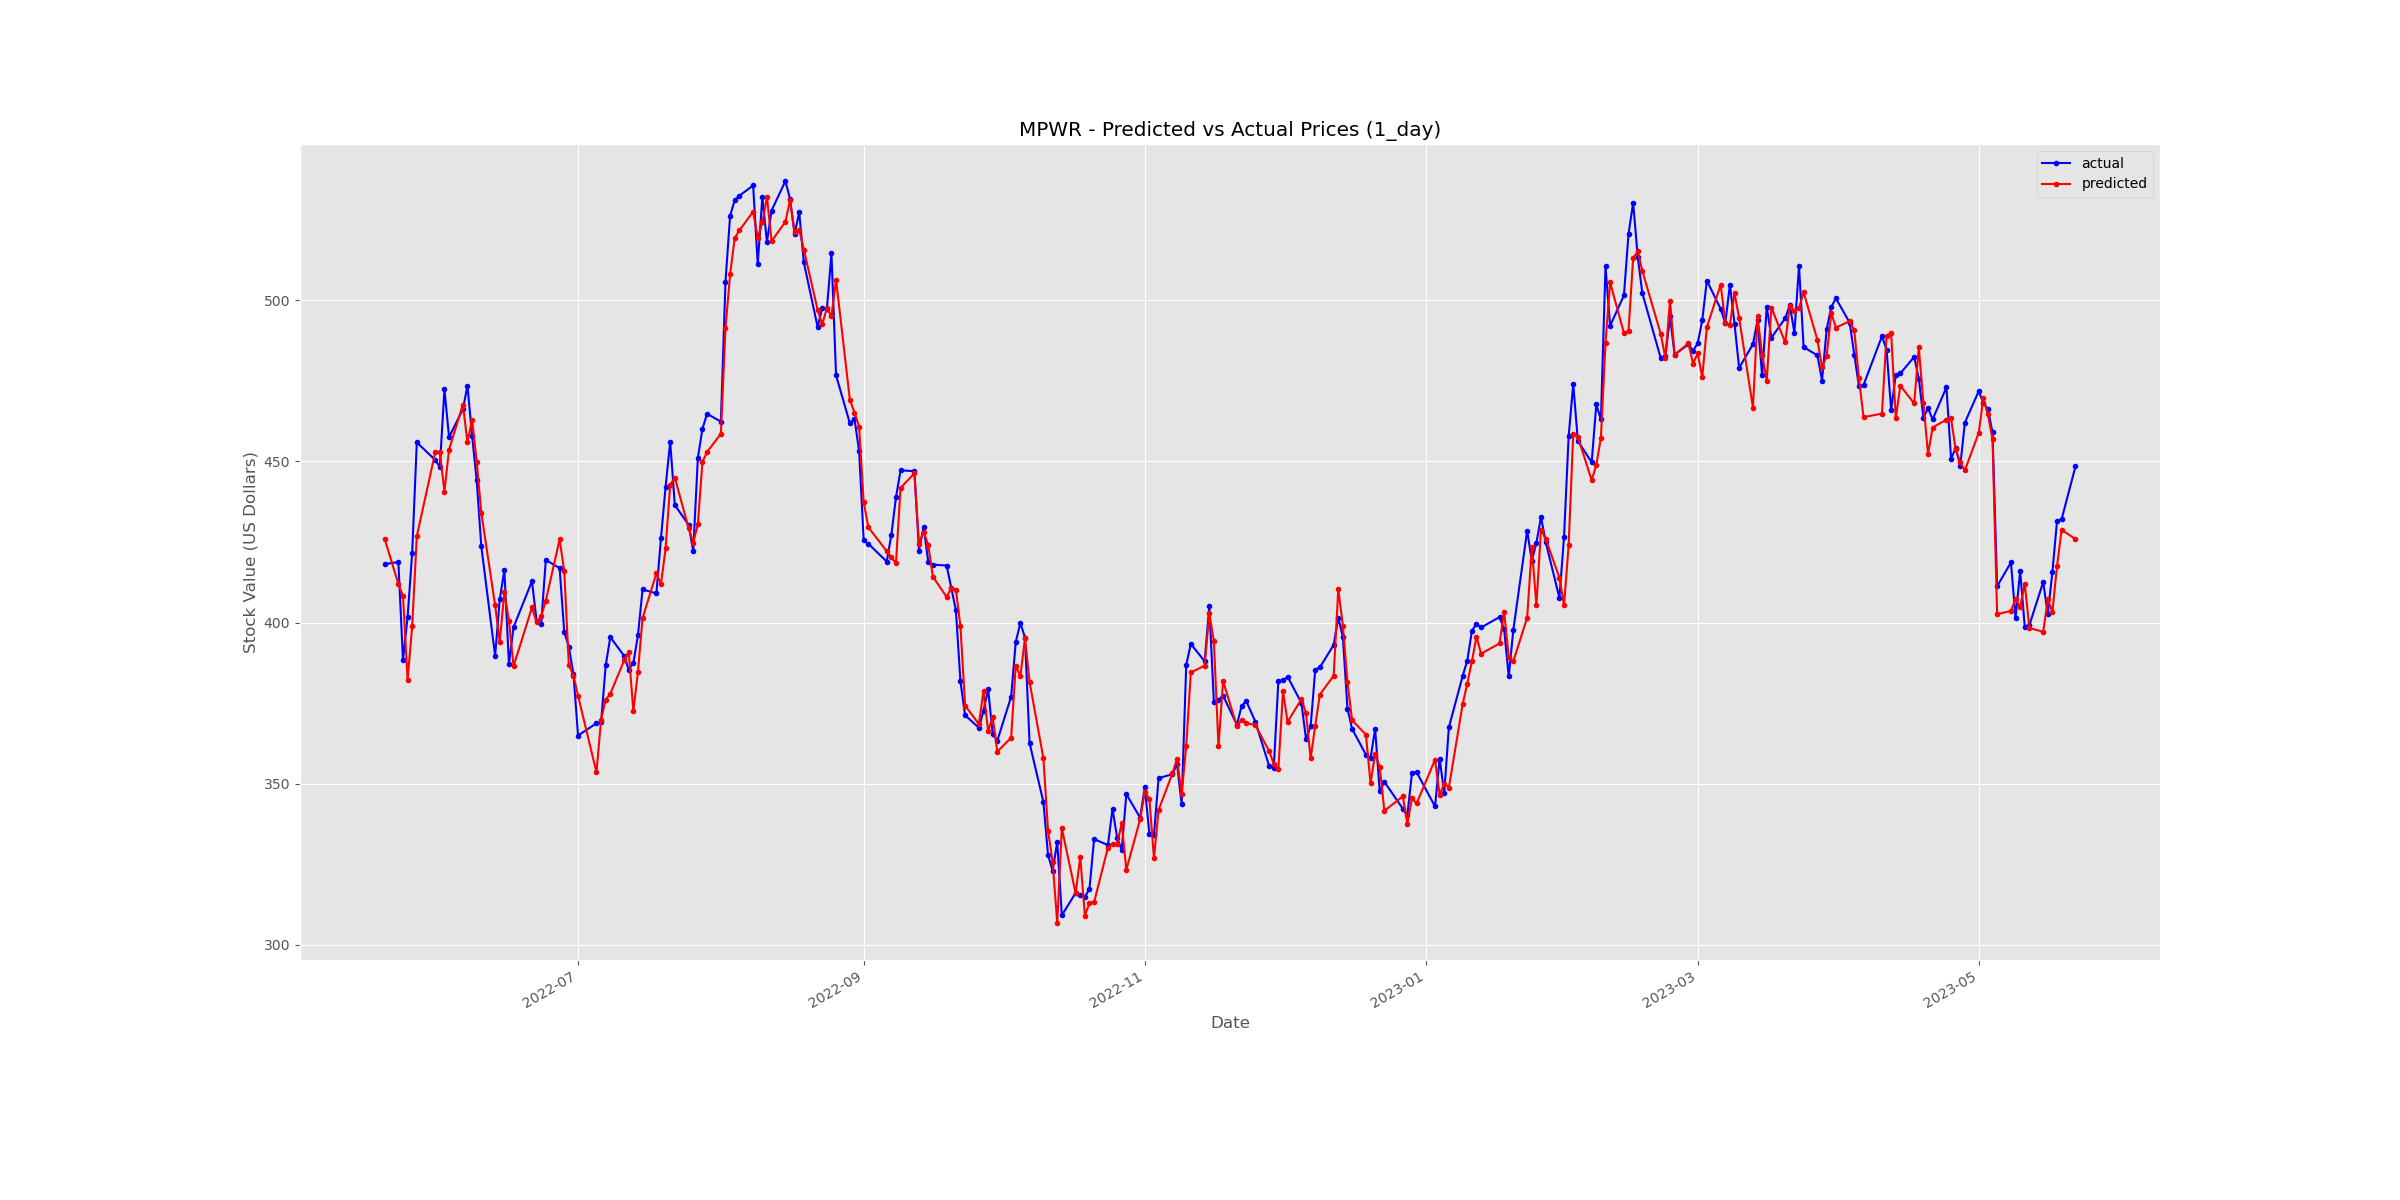 MPWR - Predicted vs Actual Prices (1_day)
actual
predicted
Stock Value (US Dollars)
500
450
400
350
300
2022-07
2022-09
2022-11
2023-01
2023-03
2023-05
Date